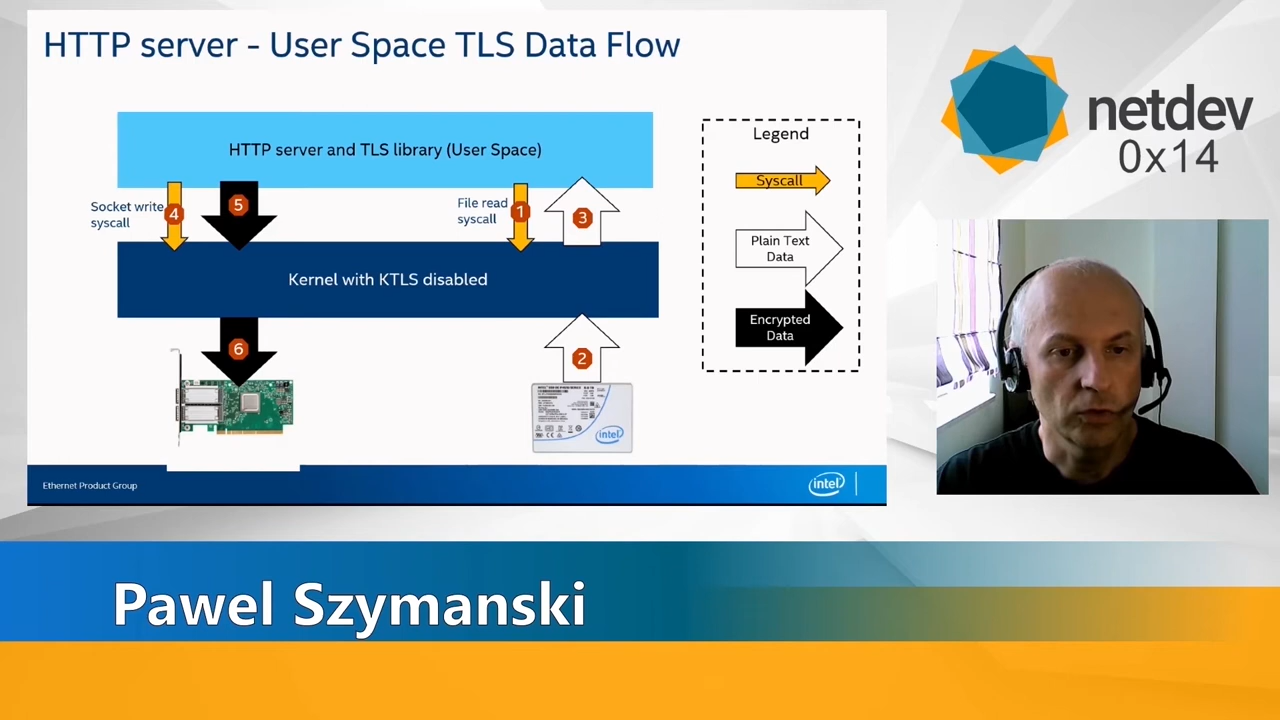 HTTP server - User Space TLS Data Flow
HTTP server and TLS library (User Space)
Socket write
syscall
4
5
File read
syscall
1
3
Kernel with KTLS disabled
6
2
intel
Legend
Syscall
Plain Text
Data
Encrypted
Data
Ethernet Product Group
intel
netdev
0x14
Pawel Szymanski